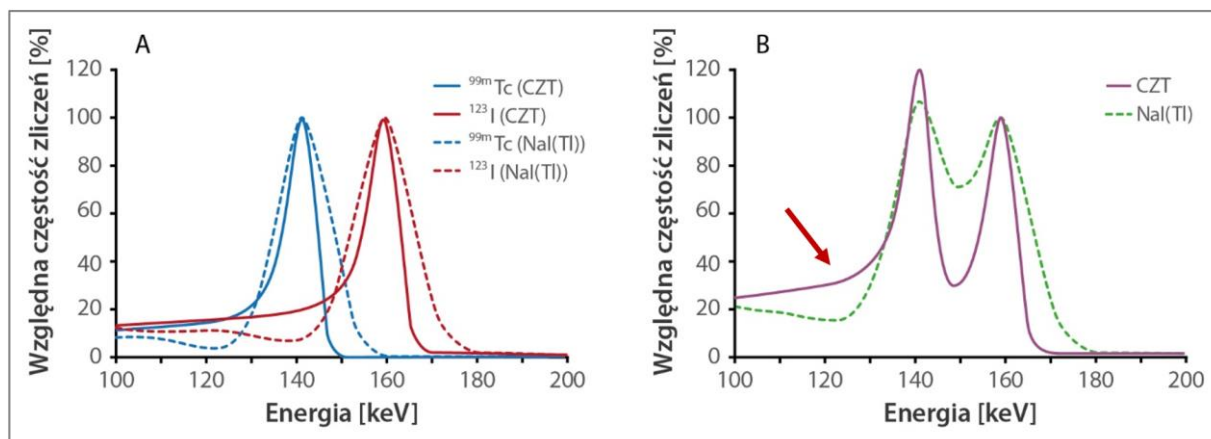 A
Względna częstość zliczeń [%]
120
100
80
60
40
20
0
⁹⁹ᵐTc (CZT)
¹²³I (CZT)
⁹⁹ᵐTc (NaI(Tl))
¹²³I (NaI(Tl))
100 120 140 160 180 200
Energia [keV]
B
Względna częstość zliczeń [%]
120
100
80
60
40
20
0
CZT
NaI(Tl)
100 120 140 160 180 200
Energia [keV]